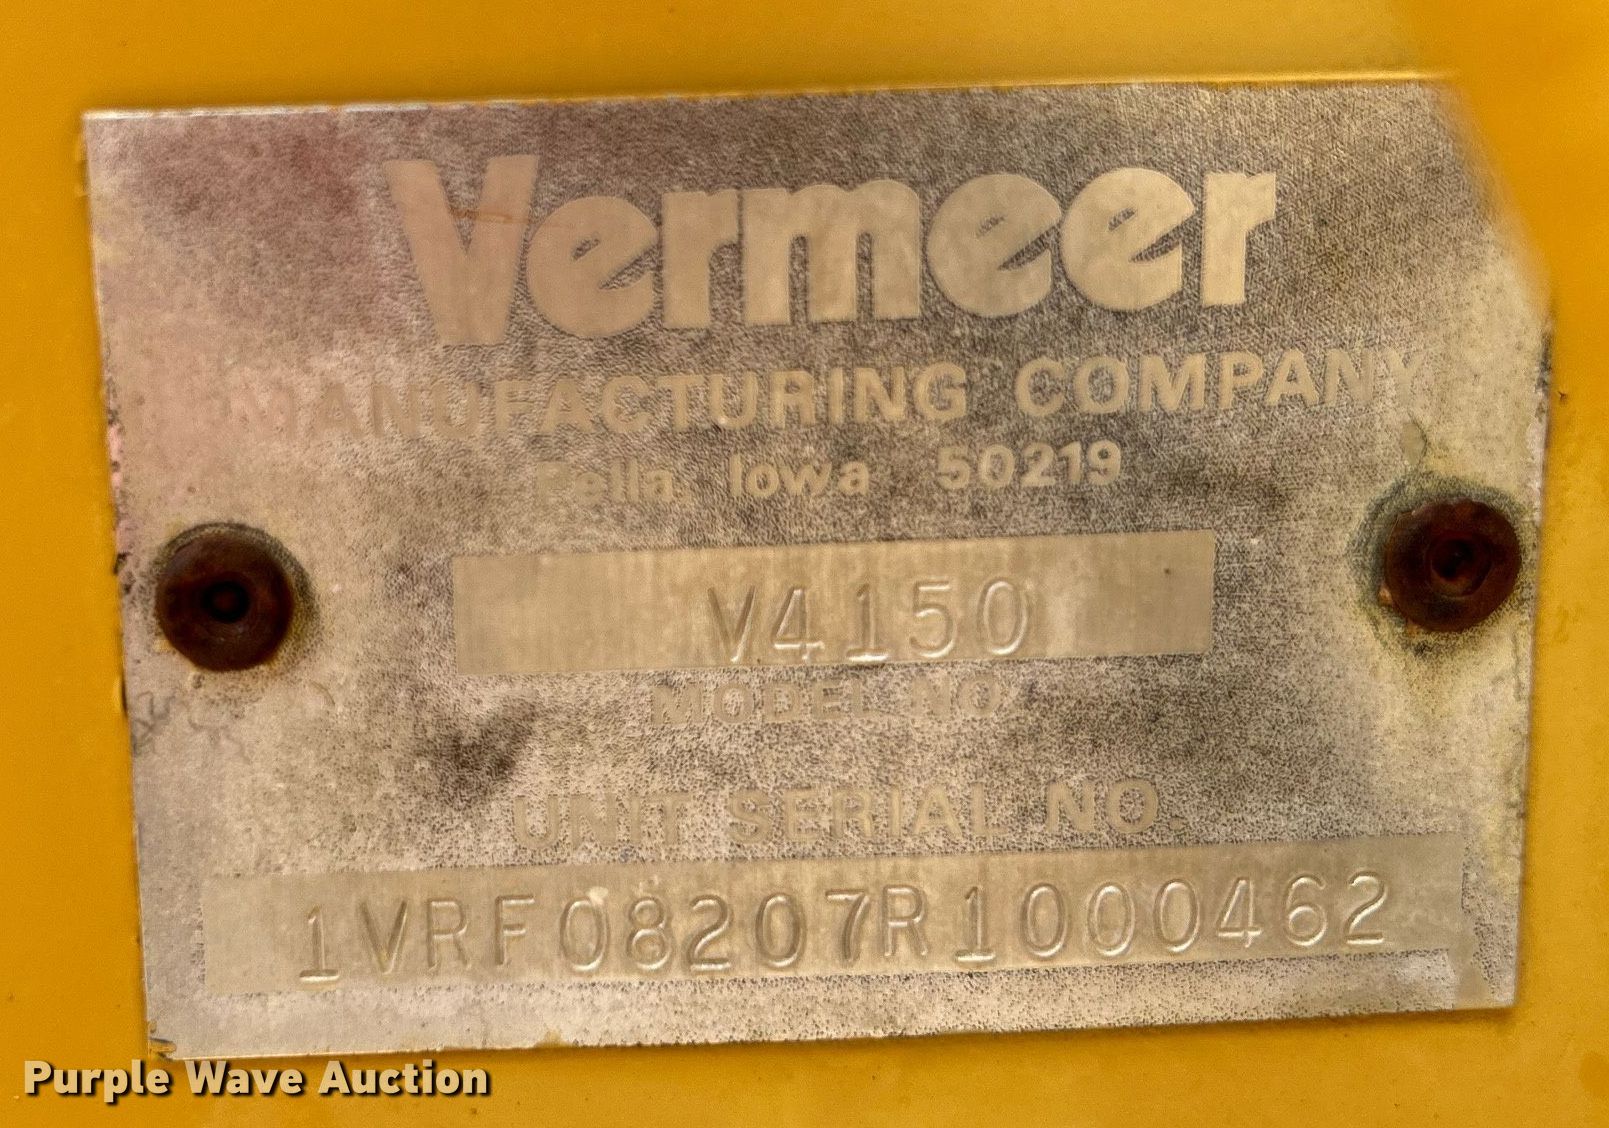 Vermeer
MANUFACTURING COMPANY
Pella, Iowa 50219
V4150
MODEL NO.
UNIT SERIAL NO.
1VRF08207R1000462
Purple Wave Auction